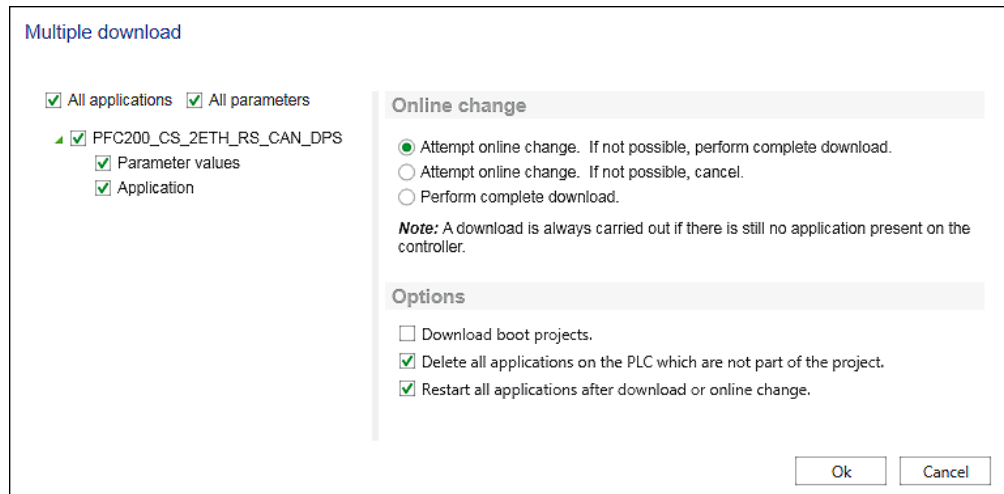 Multiple download
All applications All parameters
PFC200_CS_2ETH_RS_CAN_DPS
Parameter values
Application
Online change
Attempt online change. If not possible, perform complete download.
Attempt online change. If not possible, cancel.
Perform complete download.
Note: A download is always carried out if there is still no application present on the
controller.
Options
Download boot projects.
Delete all applications on the PLC which are not part of the project.
Restart all applications after download or online change.
Ok Cancel